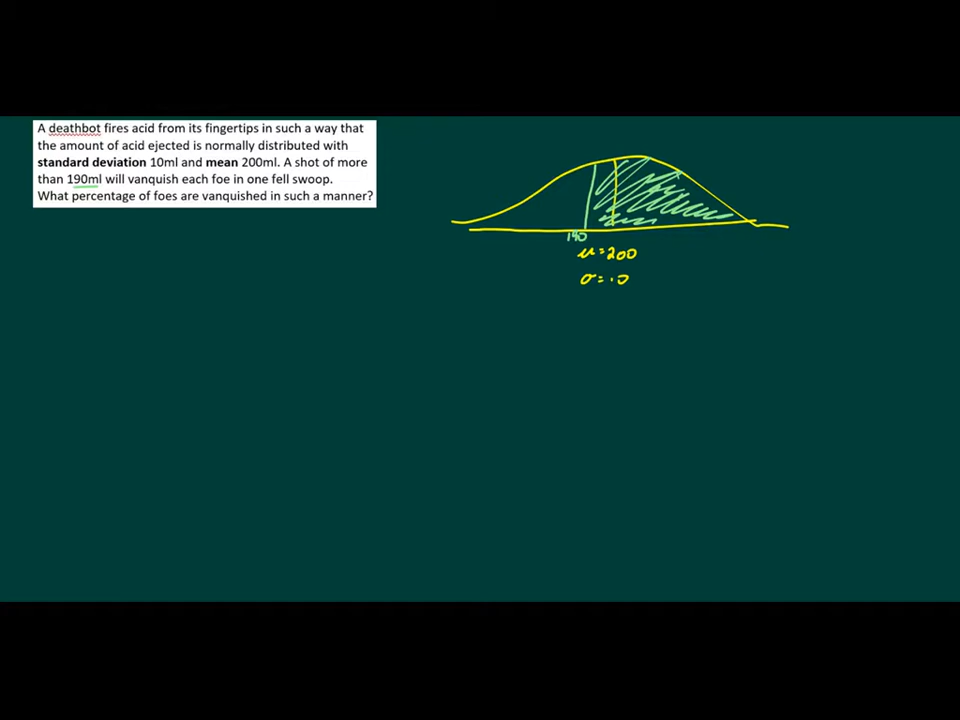 A deathbot fires acid from its fingertips in such a way that
the amount of acid ejected is normally distributed with
standard deviation 10ml and mean 200ml. A shot of more
than 190ml will vanquish each foe in one fell swoop.
What percentage of foes are vanquished in such a manner?
190
μ = 200
σ = 10